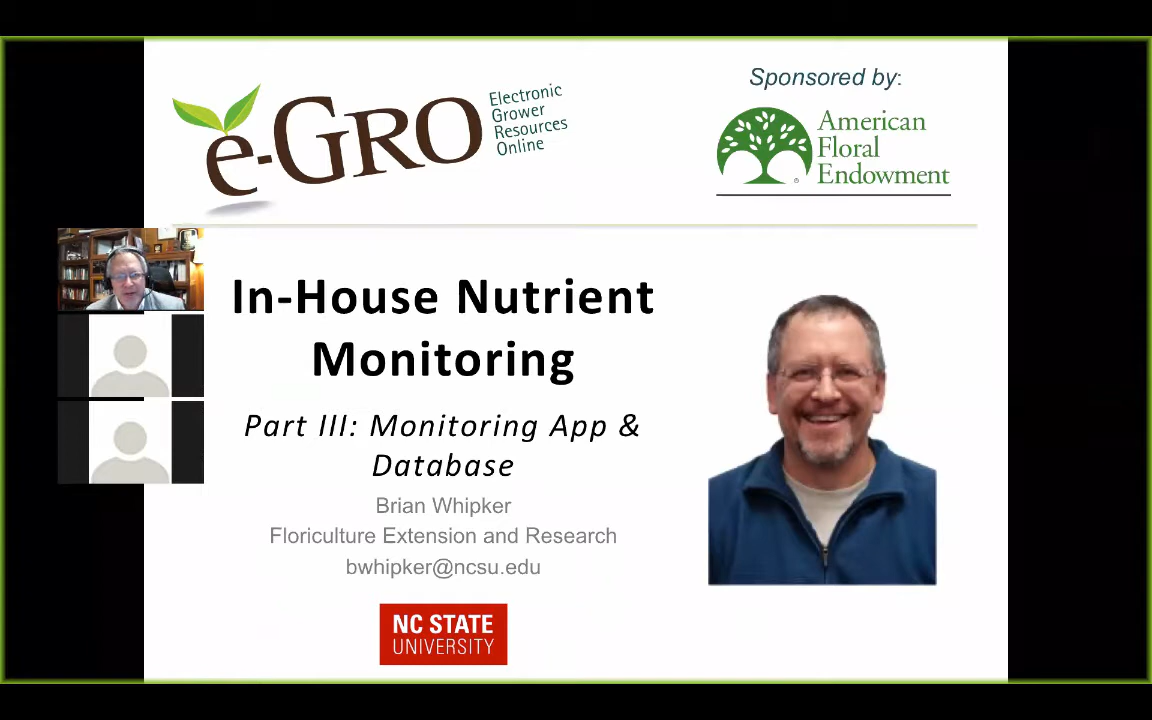 e-GRO
Electronic
Grower
Resources
Online
Sponsored by:
American
Floral
Endowment
®
In-House Nutrient
Monitoring
Part III: Monitoring App &
Database
Brian Whipker
Floriculture Extension and Research
bwhipker@ncsu.edu
NC STATE
UNIVERSITY